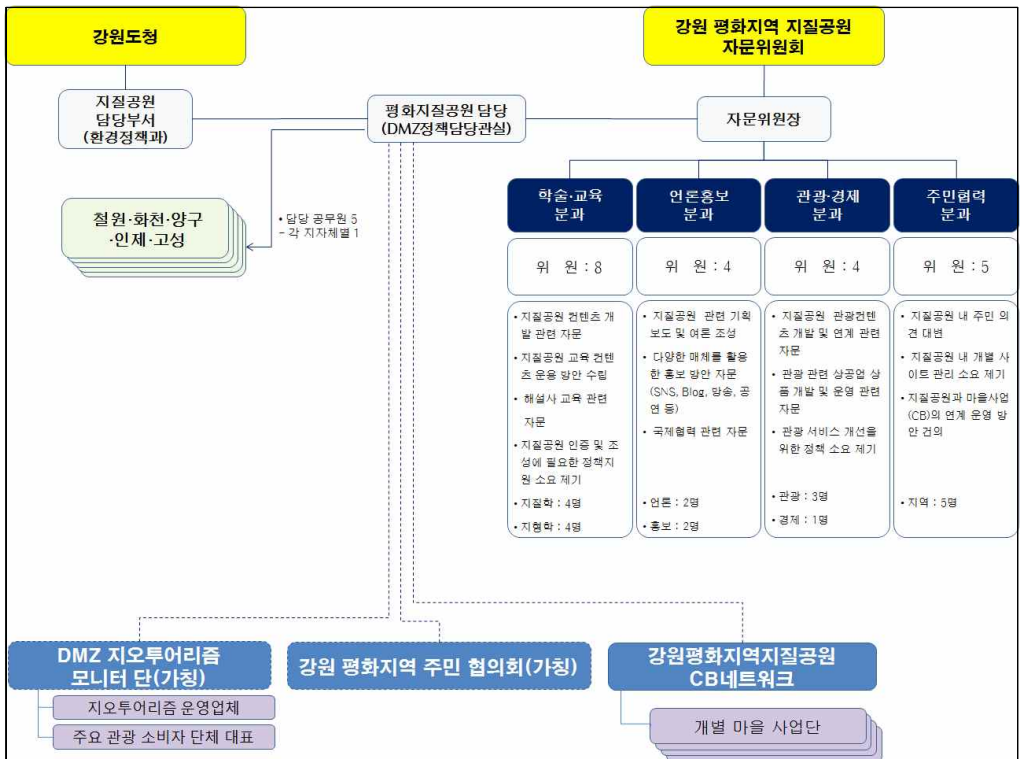 강원도청
강원 평화지역 지질공원
자문위원회
지질공원
담당부서
(환경정책과)
평화지질공원 담당
(DMZ정책담당관실)
자문위원장
철원·화천·양구
·인제·고성
• 담당 공무원 5
- 각 지자체별 1
학술·교육
분과
위 원 : 8
• 지질공원 컨텐츠 개
발 관련 자문
• 지질공원 교육 컨텐
츠 운용 방안 수립
• 해설사 교육 관련
자문
• 지질공원 인증 및 조
성에 필요한 정책지
원 소요 제기
• 지질학 : 4명
• 지형학 : 4명
언론홍보
분과
위 원 : 4
• 지질공원 관련 기획
보도 및 여론 조성
• 다양한 매체를 활용
한 홍보 방안 자문
(SNS, Blog, 방송, 공
연 등)
• 국제협력 관련 자문
• 언론 : 2명
• 홍보 : 2명
관광·경제
분과
위 원 : 4
• 지질공원 관광컨텐
츠 개발 및 연계 관련
자문
• 관광 관련 상공업 상
품 개발 및 운영 관련
자문
• 관광 서비스 개선을
위한 정책 소요 제기
• 관광 : 3명
• 경제 : 1명
주민협력
분과
위 원 : 5
• 지질공원 내 주민 의
견 대변
• 지질공원 내 개별 사
이트 관리 소요 제기
• 지질공원과 마을사업
(CB)의 연계 운영 방
안 건의
• 지역 : 5명
DMZ 지오투어리즘
모니터 단(가칭)
지오투어리즘 운영업체
주요 관광 소비자 단체 대표
강원 평화지역 주민 협의회(가칭)
강원평화지역지질공원
CB네트워크
개별 마을 사업단